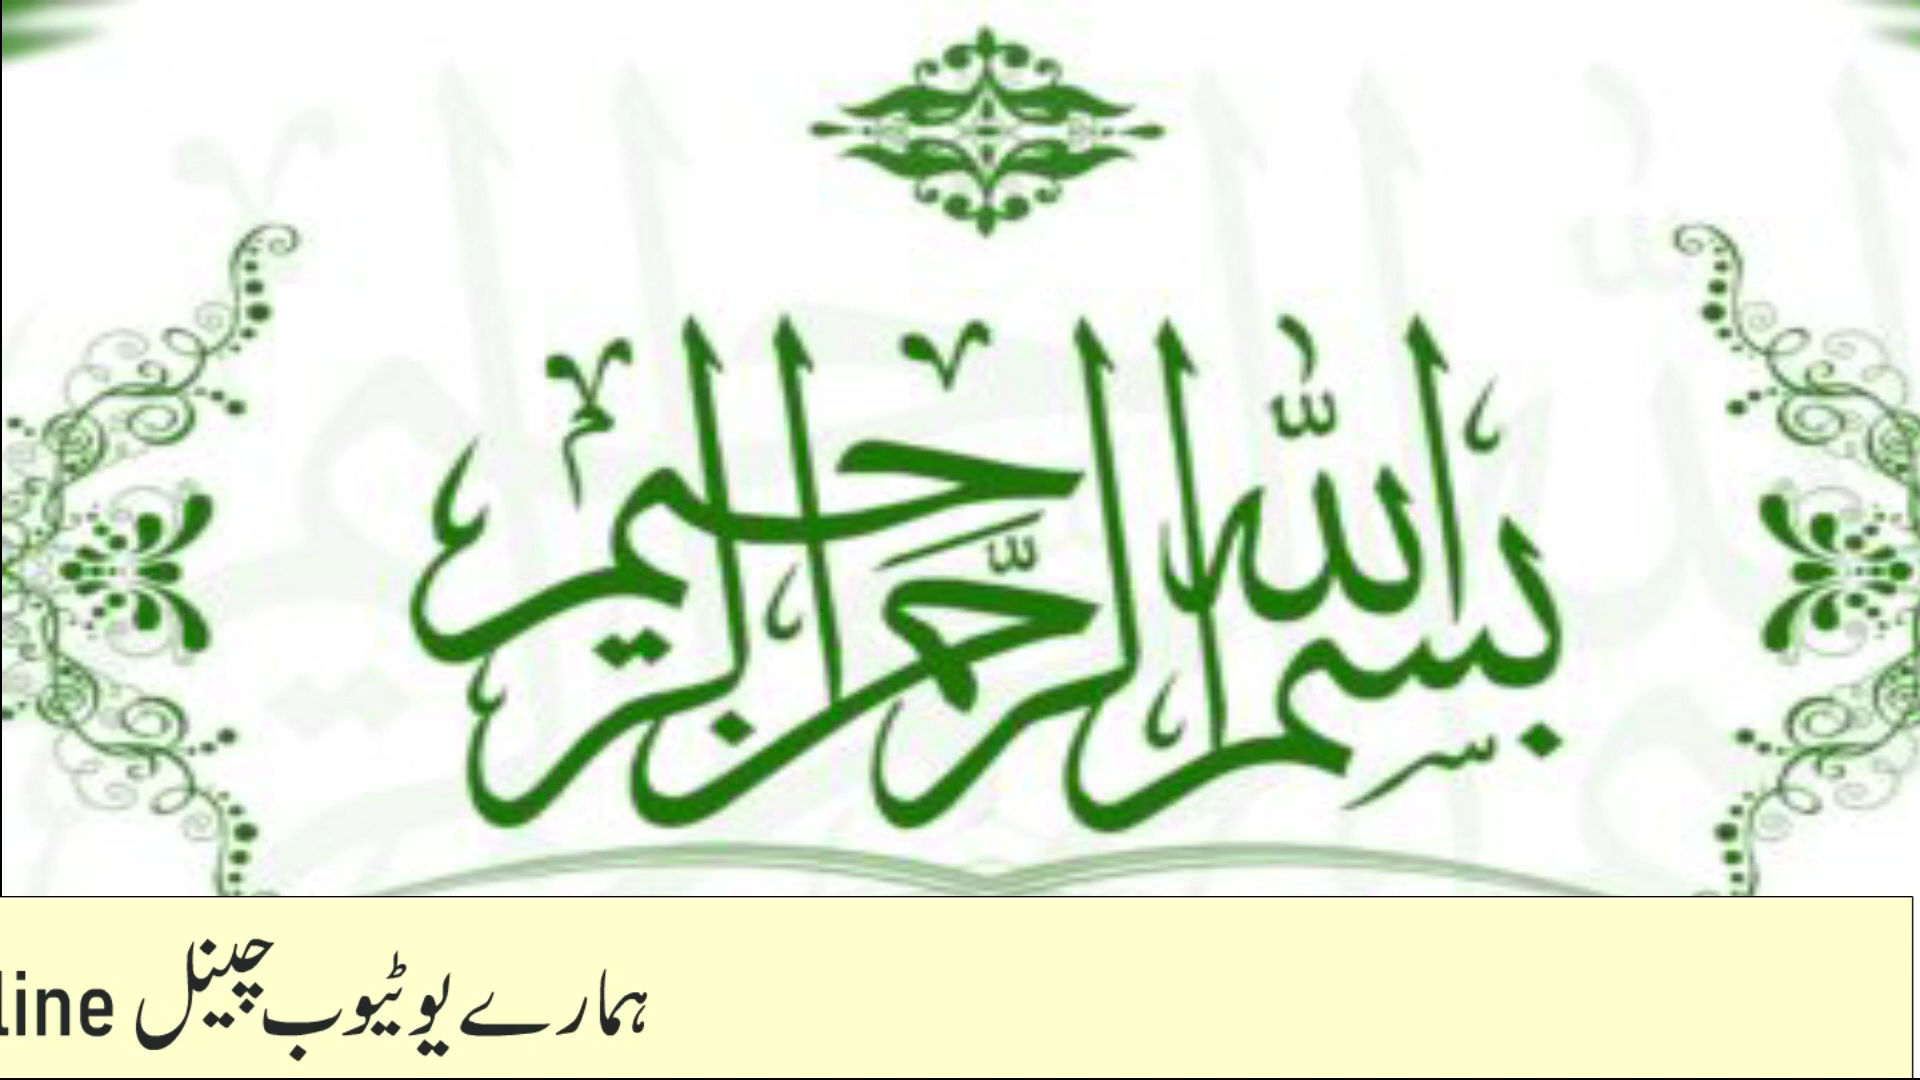 بسم الله الرحمن الرحيم
ہمارے یوٹیوب چینل line